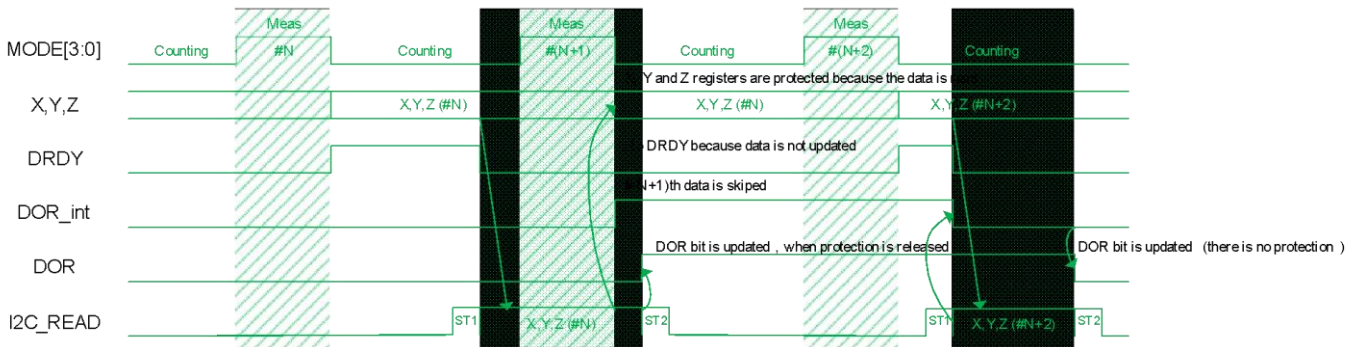 Meas Meas Meas
MODE[3:0] Counting #N Counting #(N+1) Counting #(N+2) Counting
Y and Z registers are protected because the data is
X,Y,Z X,Y,Z (#N) X,Y,Z (#N) X,Y,Z (#N+2)
DRDY DRDY because data is not updated
N+1)th data is skiped
DOR_int
DOR bit is updated , when protection is released DOR bit is updated (there is no protection )
DOR
I2C_READ ST1 X,Y,Z (#N) ST2 ST1 X,Y,Z (#N+2) ST2